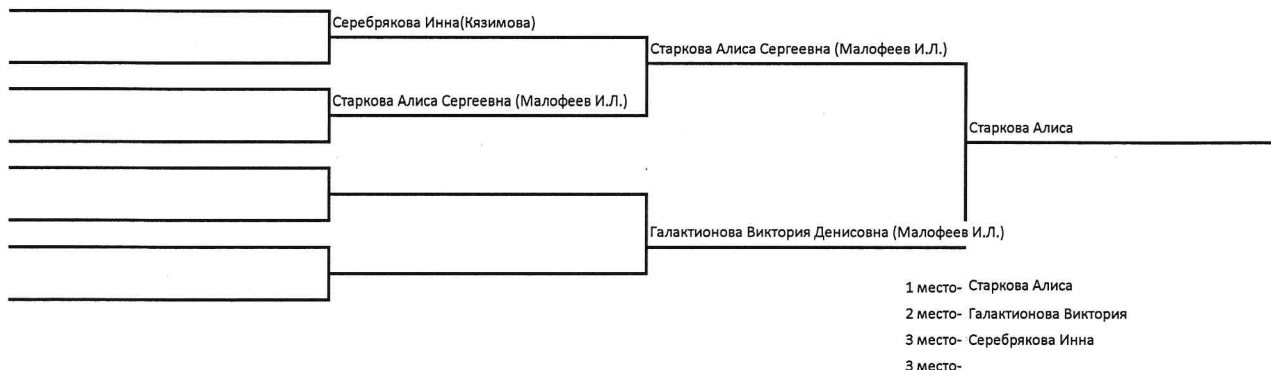 Серебрякова Инна(Кязимова)
Старкова Алиса Сергеевна (Малофеев И.Л.)
Старкова Алиса Сергеевна (Малофеев И.Л.)
Старкова Алиса
Галактионова Виктория Денисовна (Малофеев И.Л.)
1 место- Старкова Алиса
2 место- Галактионова Виктория
3 место- Серебрякова Инна
3 место-